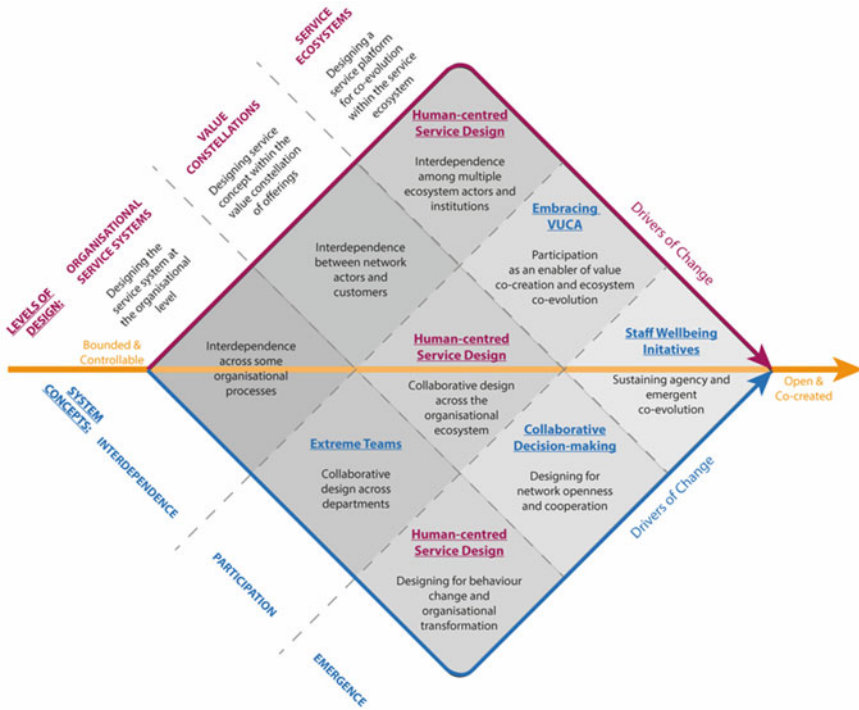 SERVICE
ECOSYSTEMS
Designing a
service platform
for co-evolution
within the service
ecosystem
VALUE
CONSTELLATIONS
Designing service
concept within the
value constellation
of offerings
LEVELS OF
DESIGN:
ORGANISATIONAL
SERVICE SYSTEMS
Designing the
service system at
the organisational
level
Human-centred
Service Design
Interdependence
among multiple
ecosystem actors and
institutions
Drivers of Change
Interdependence
between network
actors and
customers
Embracing
VUCA
Participation
as an enabler of value
co-creation and ecosystem
co-evolution
Bounded &
Controllable
Interdependence
across some
organisational
processes
Human-centred
Service Design
Collaborative design
across the
organisational
ecosystem
Staff Wellbeing
Initatives
Sustaining agency and
emergent
co-evolution
Open &
Co-created
SYSTEM
CONCEPTS:
INTERDEPENDENCE
Extreme Teams
Collaborative
design across
departments
Collaborative
Decision-making
Designing for
network openness
and cooperation
Drivers of Change
PARTICIPATION
Human-centred
Service Design
Designing for behaviour
change and
organisational
transformation
EMERGENCE